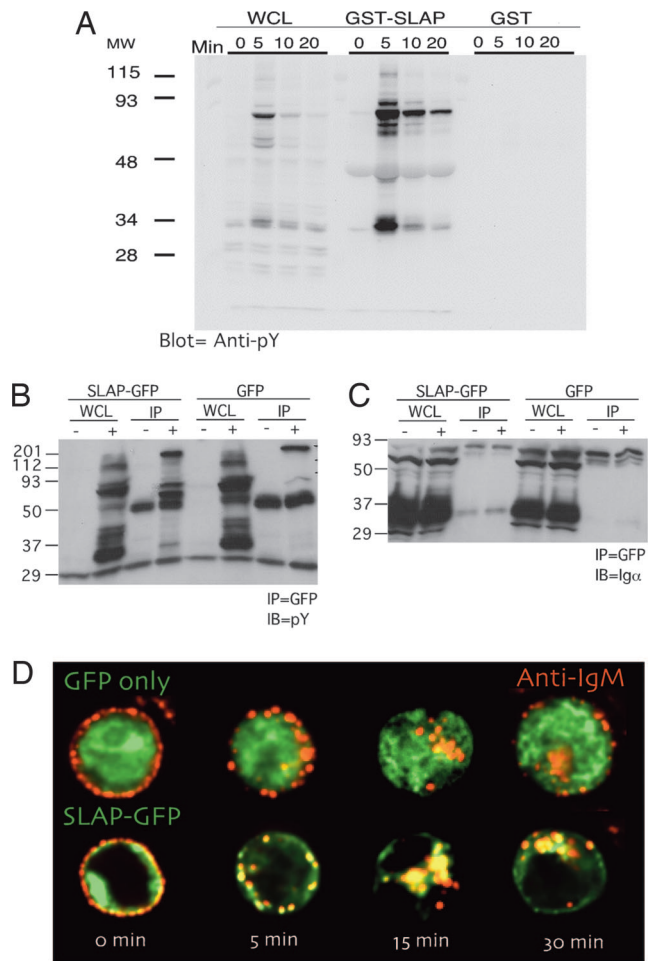 A
WCL GST-SLAP GST
MW Min 0 5 10 20 0 5 10 20 0 5 10 20
115
93
48
34
28
Blot= Anti-pY
B
SLAP-GFP GFP
WCL IP WCL IP
- + - + - + - +
201
112
93
50
37
29
IP=GFP
IB=pY
C
SLAP-GFP GFP
WCL IP WCL IP
- + - + - + - +
93
50
37
29
IP=GFP
IB=Igα
D
GFP only Anti-IgM
SLAP-GFP
0 min 5 min 15 min 30 min